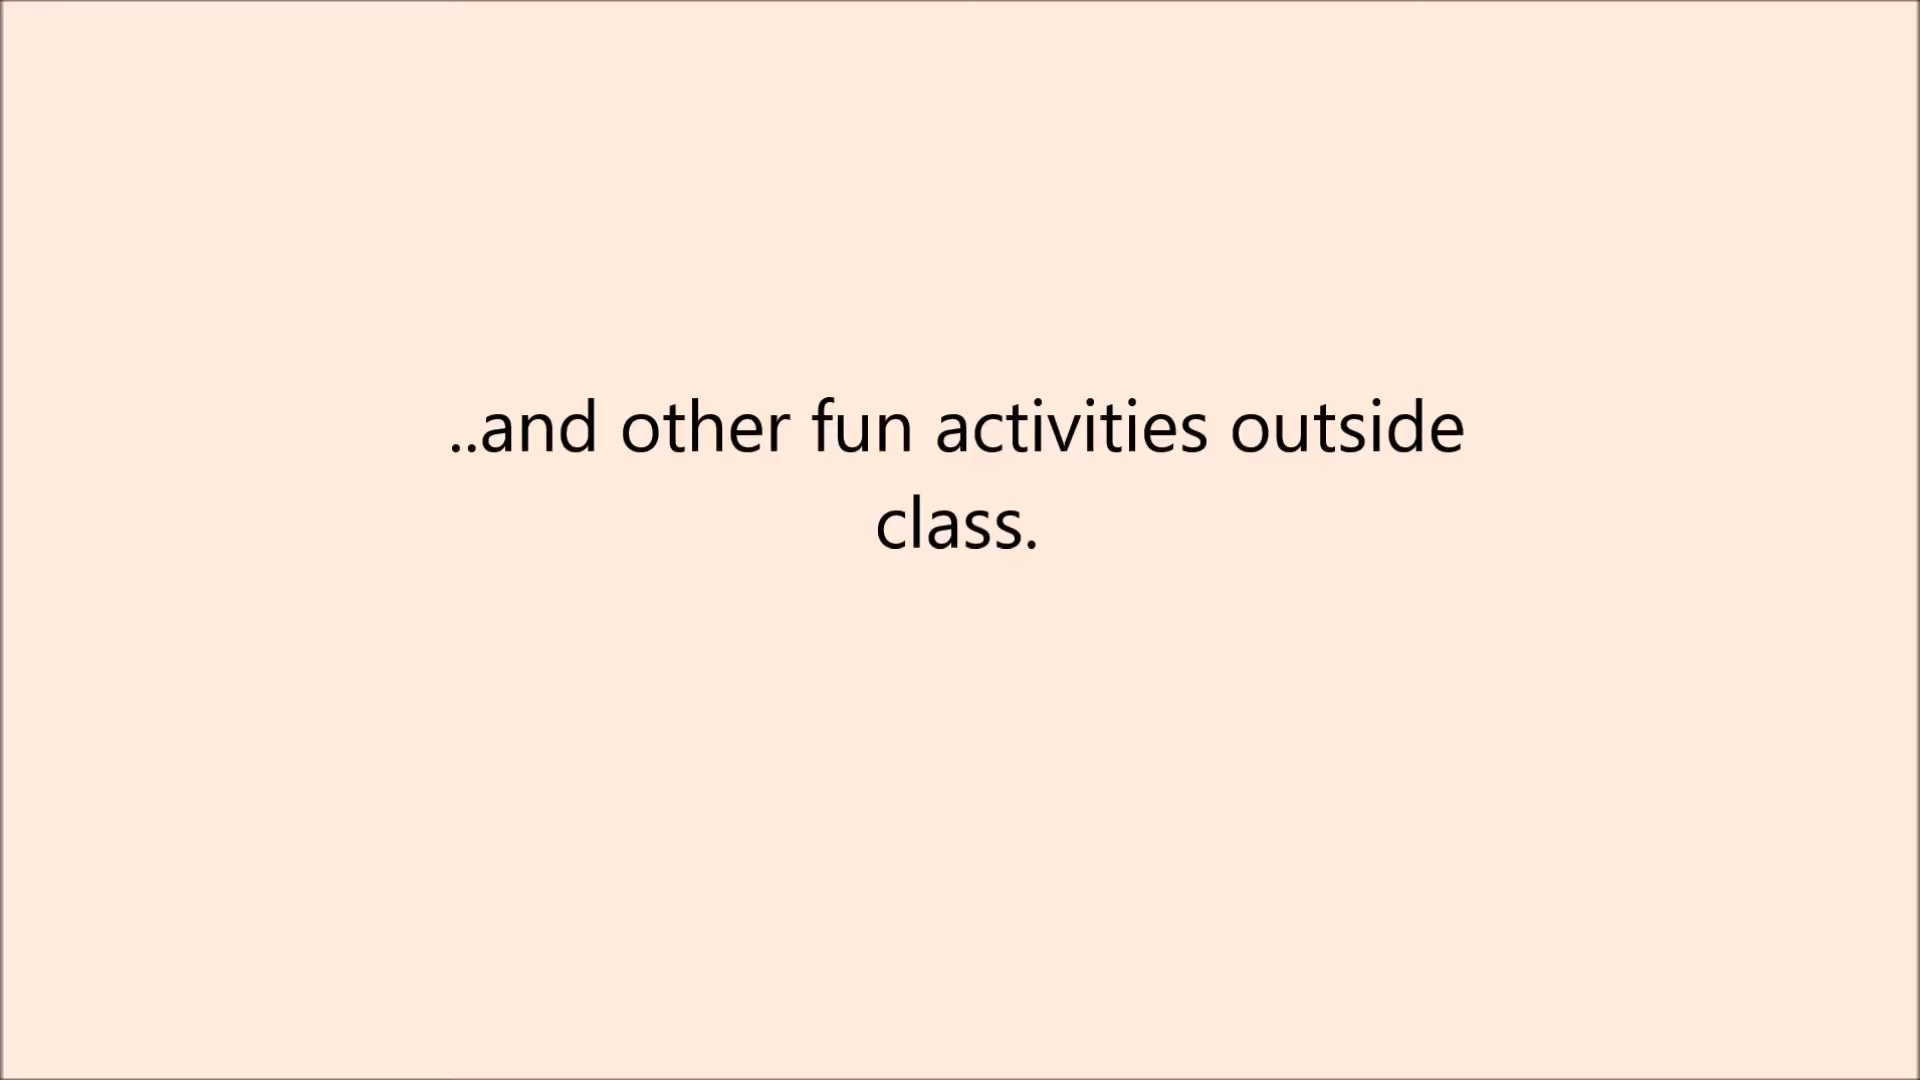 ..and other fun activities outside
class.